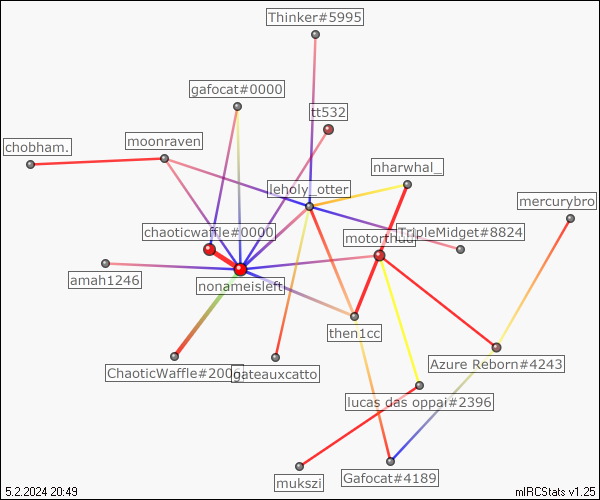 Thinker#5995
gafocat#0000
tt532
chobham.
moonraven
nharwhal_
leholy_otter
mercurybro
chaoticwaffle#0000
TripleMidget#8824
amah1246
nonameisleft
then1cc
ChaoticWaffle#200
gateauxcatto
Azure Reborn#4243
lucas das oppai#2396
mukszi
Gafocat#4189
5.2.2024 20:49
mIRCStats v1.25